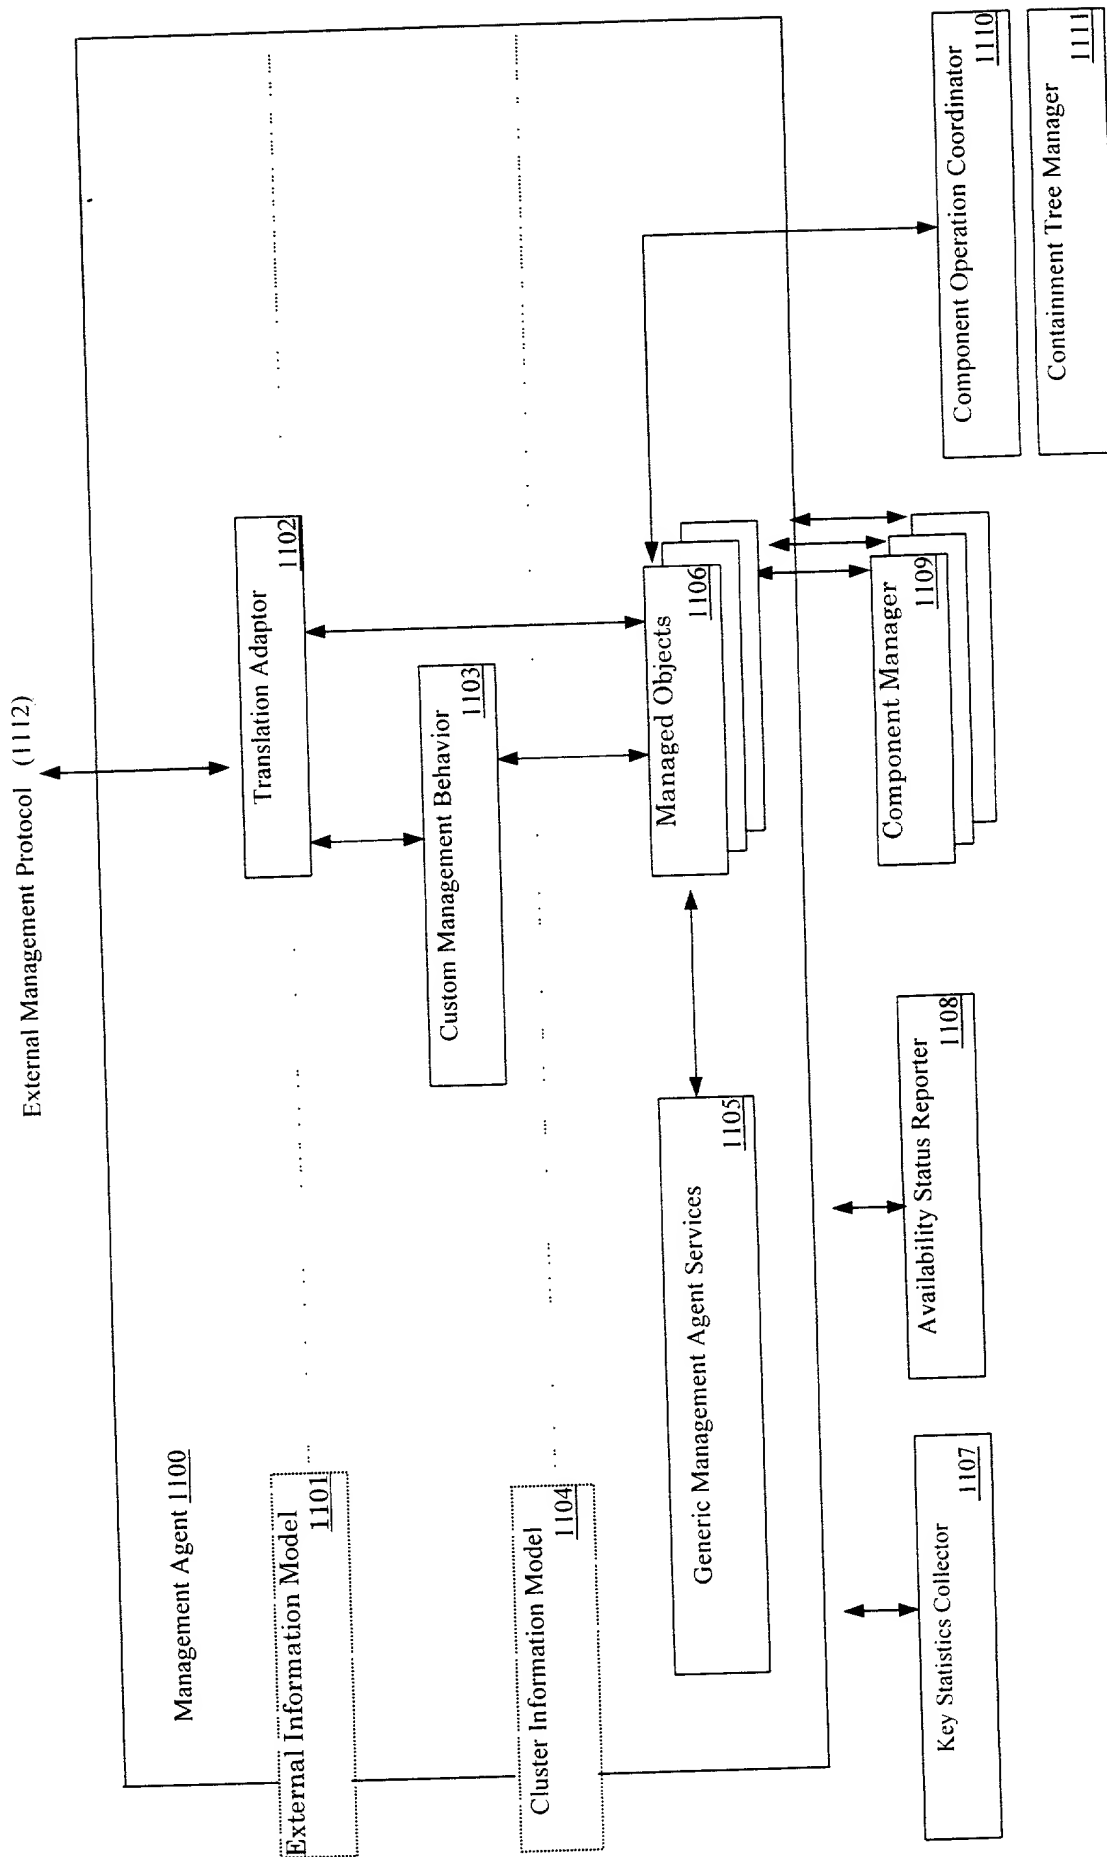 External Management Protocol (1112)
Management Agent 1100
External Information Model
1101
Translation Adaptor
1102
Custom Management Behavior
1103
Cluster Information Model
1104
Generic Management Agent Services
1105
Managed Objects
1106
Key Statistics Collector
1107
Availability Status Reporter
1108
Component Manager
1109
Component Operation Coordinator
1110
Containment Tree Manager
1111